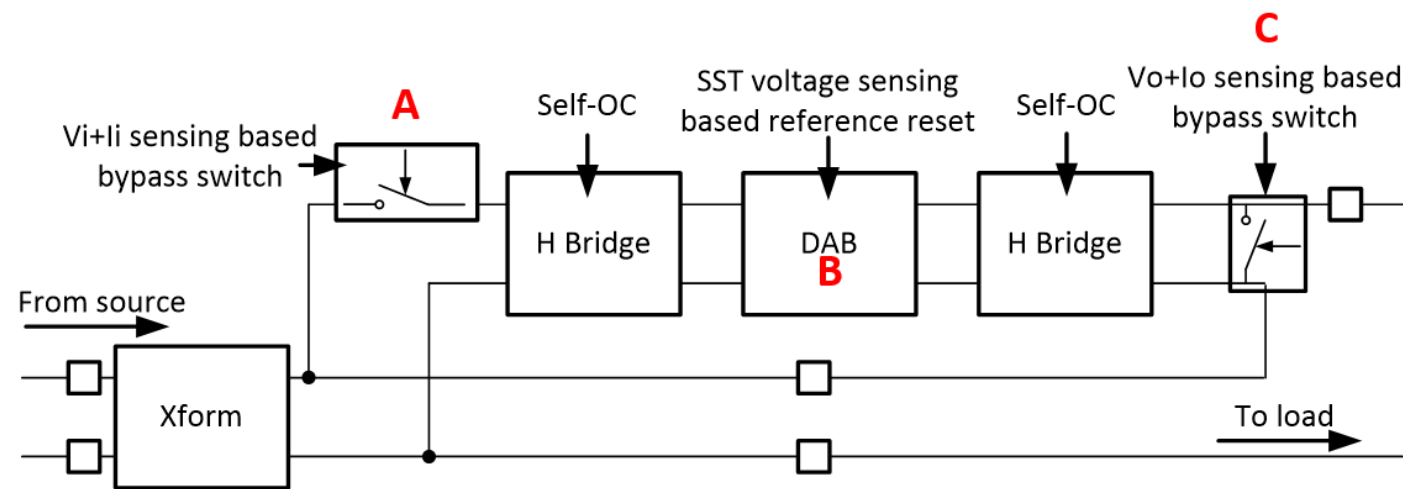 C
A
Vo+Io sensing based
bypass switch
SST voltage sensing
based reference reset
Self-OC
Self-OC
Vi+Ii sensing based
bypass switch
H Bridge
DAB
B
H Bridge
From source
Xform
To load